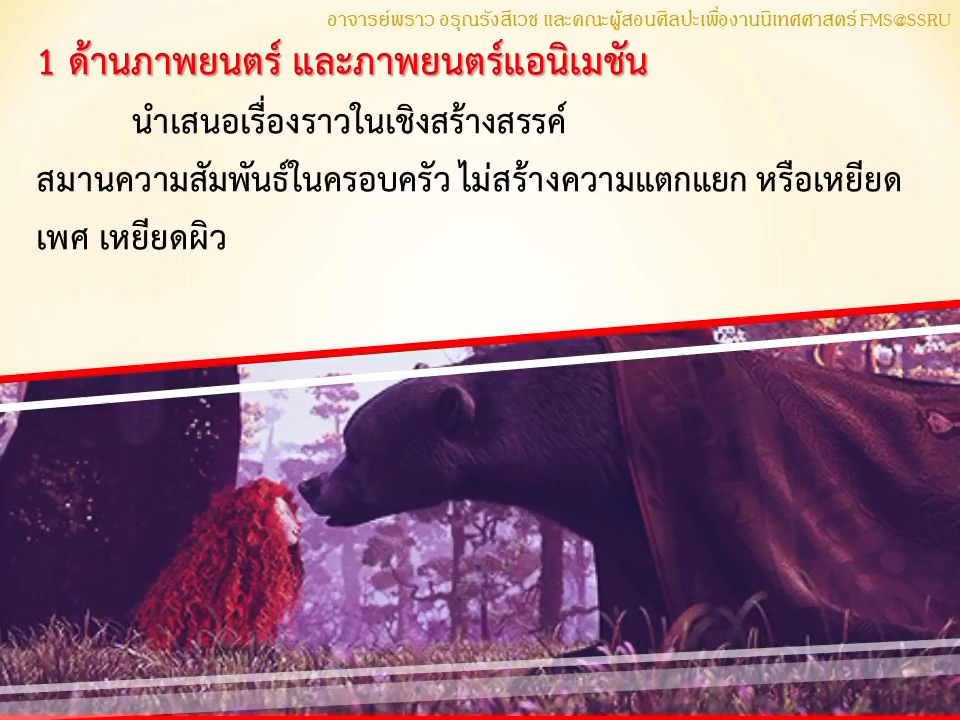 อาจารย์พราว อรุณรังสีเวช และคณะผู้สอนศิลปะเพื่องานนิเทศศาสตร์ FMS@SSRU
1 ด้านภาพยนตร์ และภาพยนตร์แอนิเมชัน
นำเสนอเรื่องราวในเชิงสร้างสรรค์
สมานความสัมพันธ์ในครอบครัว ไม่สร้างความแตกแยก หรือเหยียด
เพศ เหยียดผิว